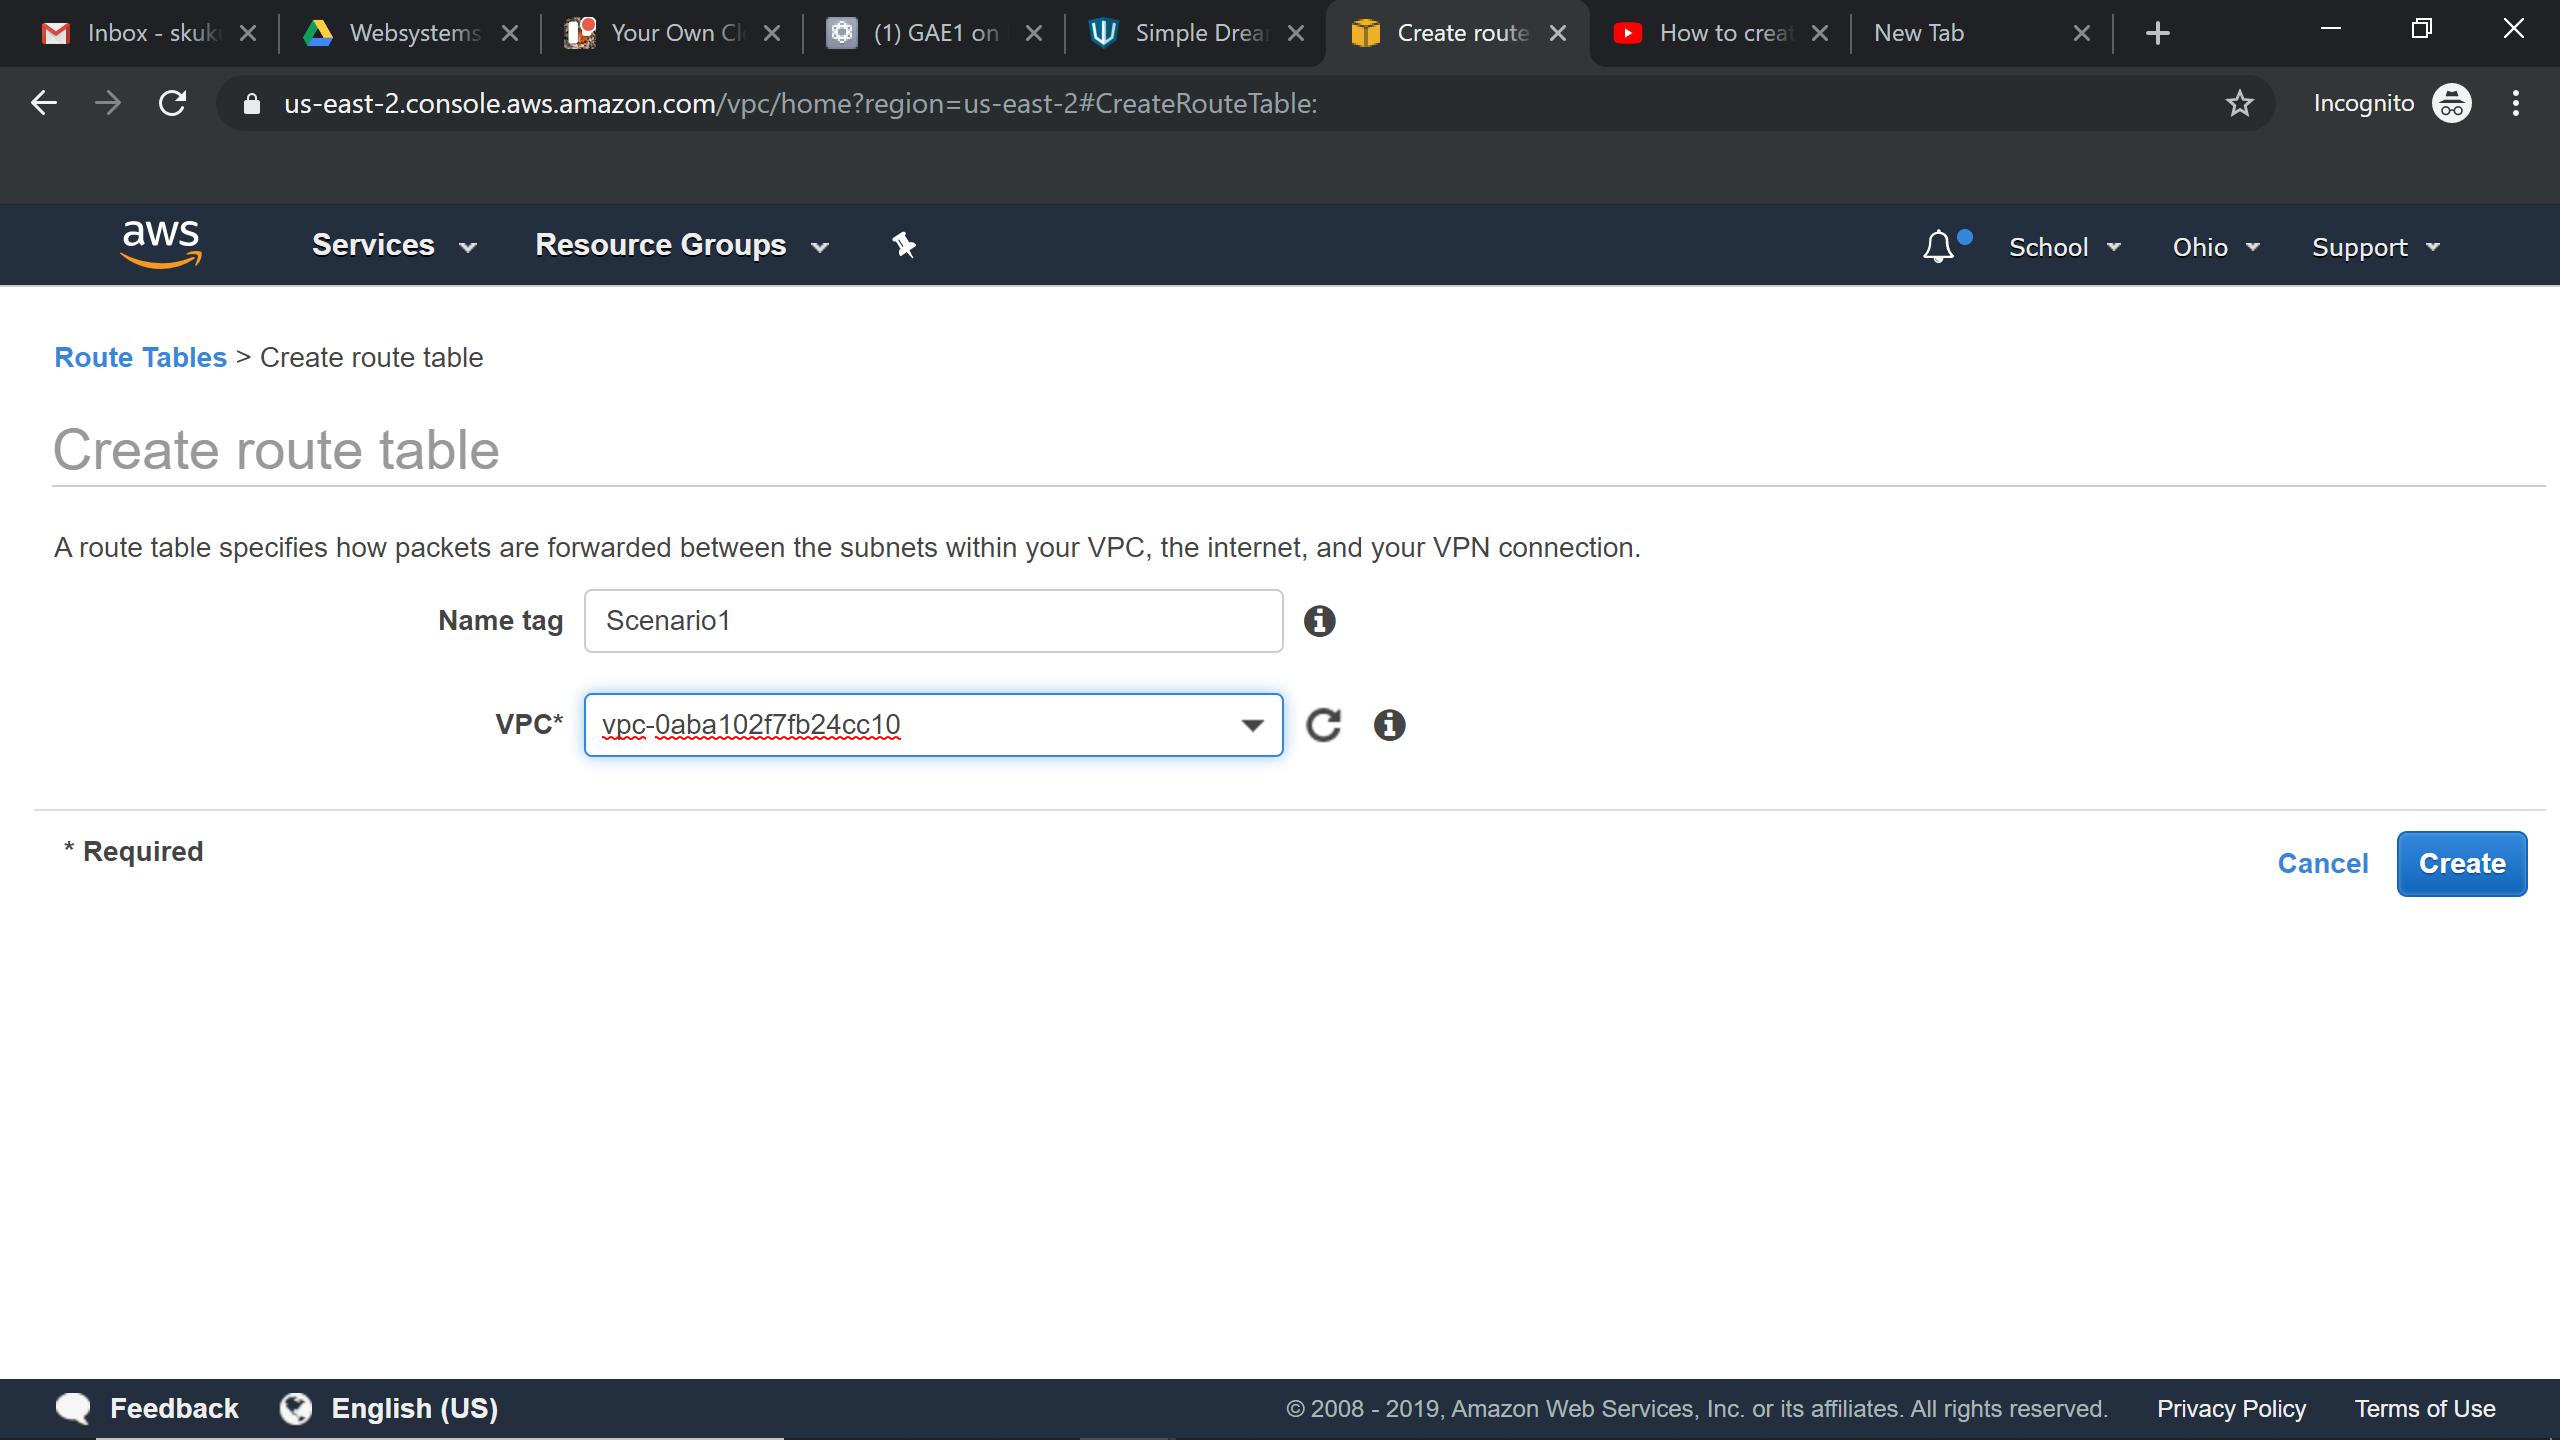 Inbox - skuk
Websystems
Your Own Cl
(1) GAE1 on
Simple Drear
Create route
How to creat
New Tab
us-east-2.console.aws.amazon.com/vpc/home?region=us-east-2#CreateRouteTable:
Incognito
aws
Services
Resource Groups
School
Ohio
Support
Route Tables > Create route table
Create route table
A route table specifies how packets are forwarded between the subnets within your VPC, the internet, and your VPN connection.
Name tag
Scenario1
VPC*
vpc-0aba102f7fb24cc10
* Required
Cancel
Create
Feedback
English (US)
© 2008 - 2019, Amazon Web Services, Inc. or its affiliates. All rights reserved.
Privacy Policy
Terms of Use